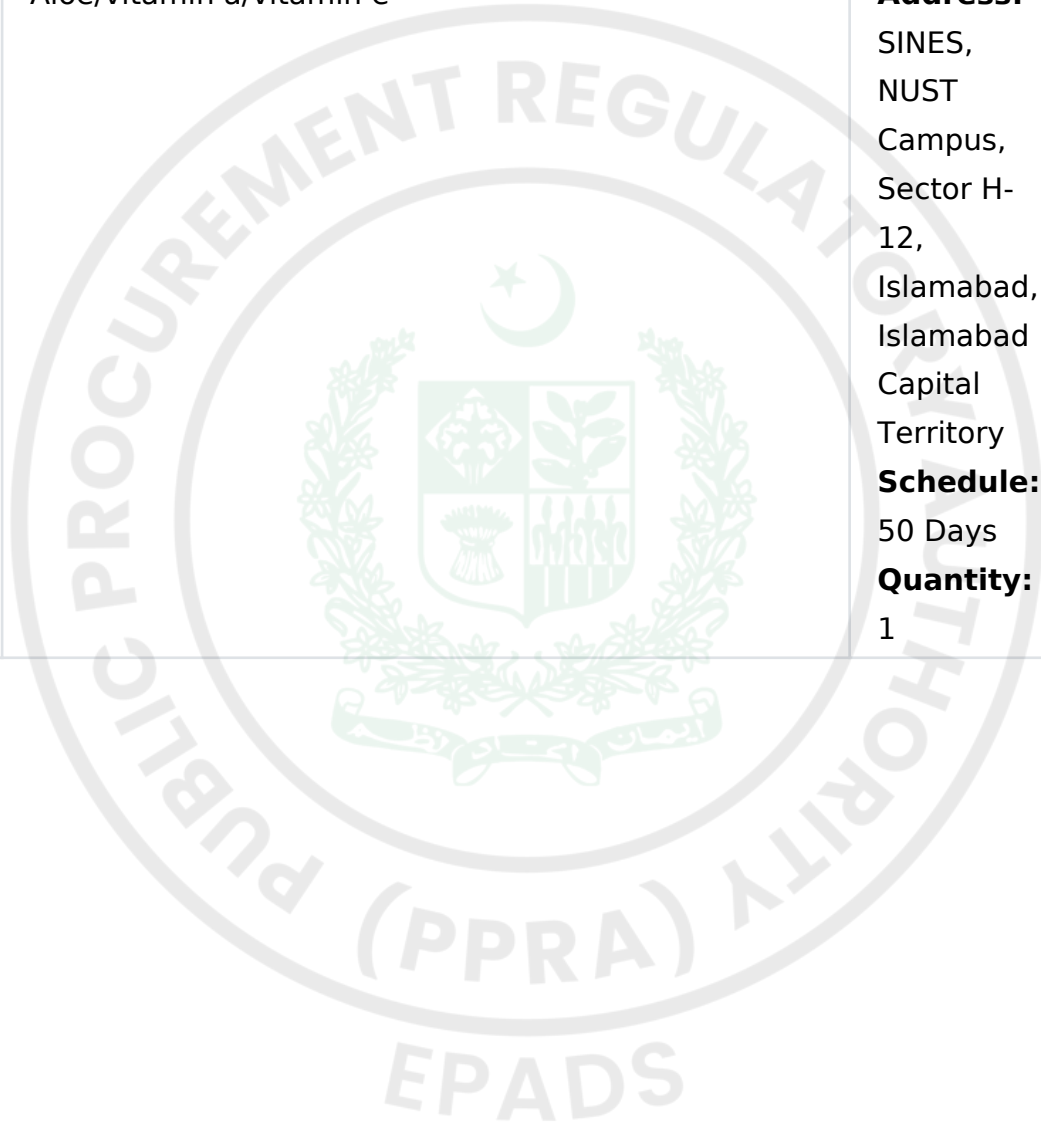 Aloe/vitamin a/vitamin e
Address:
SINES,
NUST
Campus,
Sector H-
12,
Islamabad,
Islamabad
Capital
Territory
Schedule:
50 Days
Quantity:
1
PUBLIC PROCUREMENT REGULATORY AUTHORITY
(PPRA)
EPADS